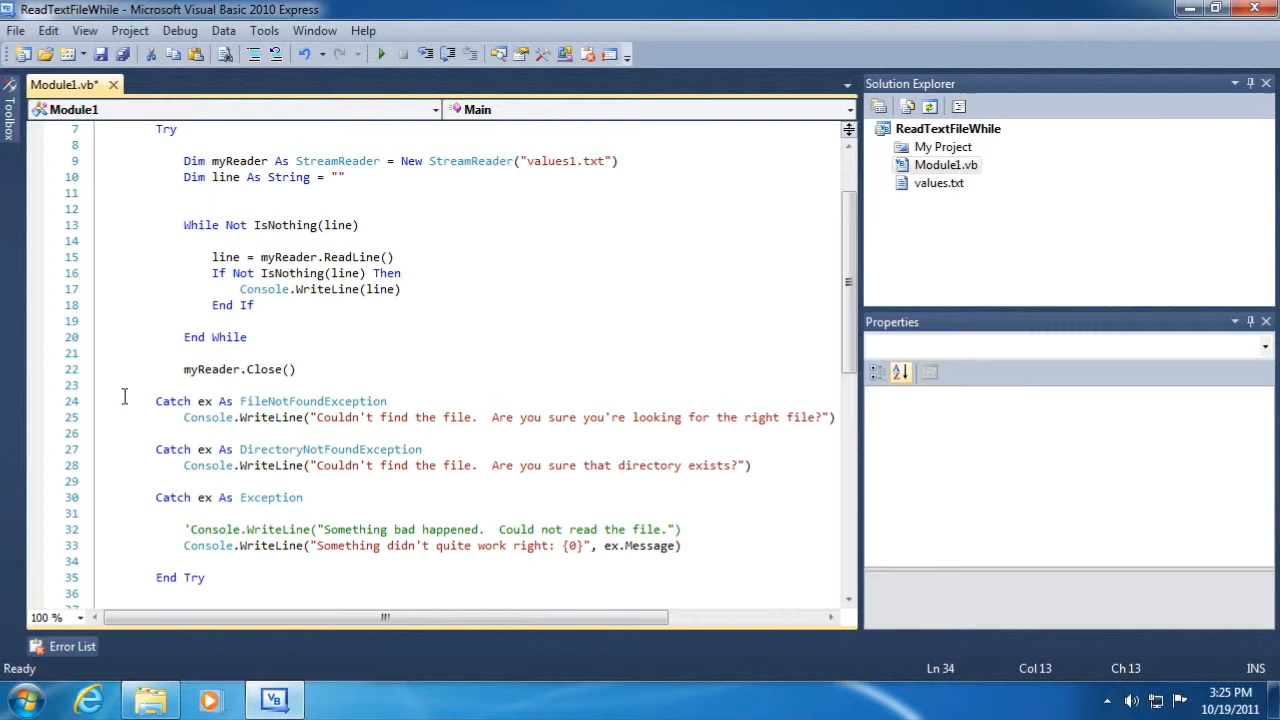 ReadTextFileWhile - Microsoft Visual Basic 2010 Express
File Edit View Project Debug Data Tools Window Help
Module1.vb*
Module1
Main
7 Try
8
9 Dim myReader As StreamReader = New StreamReader("values1.txt")
10 Dim line As String = ""
11
12
13 While Not IsNothing(line)
14
15 line = myReader.ReadLine()
16 If Not IsNothing(line) Then
17 Console.WriteLine(line)
18 End If
19
20 End While
21
22 myReader.Close()
23
24 Catch ex As FileNotFoundException
25 Console.WriteLine("Couldn't find the file.  Are you sure you're looking for the right file?")
26
27 Catch ex As DirectoryNotFoundException
28 Console.WriteLine("Couldn't find the file.  Are you sure that directory exists?")
29
30 Catch ex As Exception
31
32 'Console.WriteLine("Something bad happened.  Could not read the file.")
33 Console.WriteLine("Something didn't quite work right: {0}", ex.Message)
34
35 End Try
36
100 %
Toolbox
Solution Explorer
ReadTextFileWhile
My Project
Module1.vb
values.txt
Properties
Error List
Ready
Ln 34 Col 13 Ch 13 INS
3:25 PM
10/19/2011